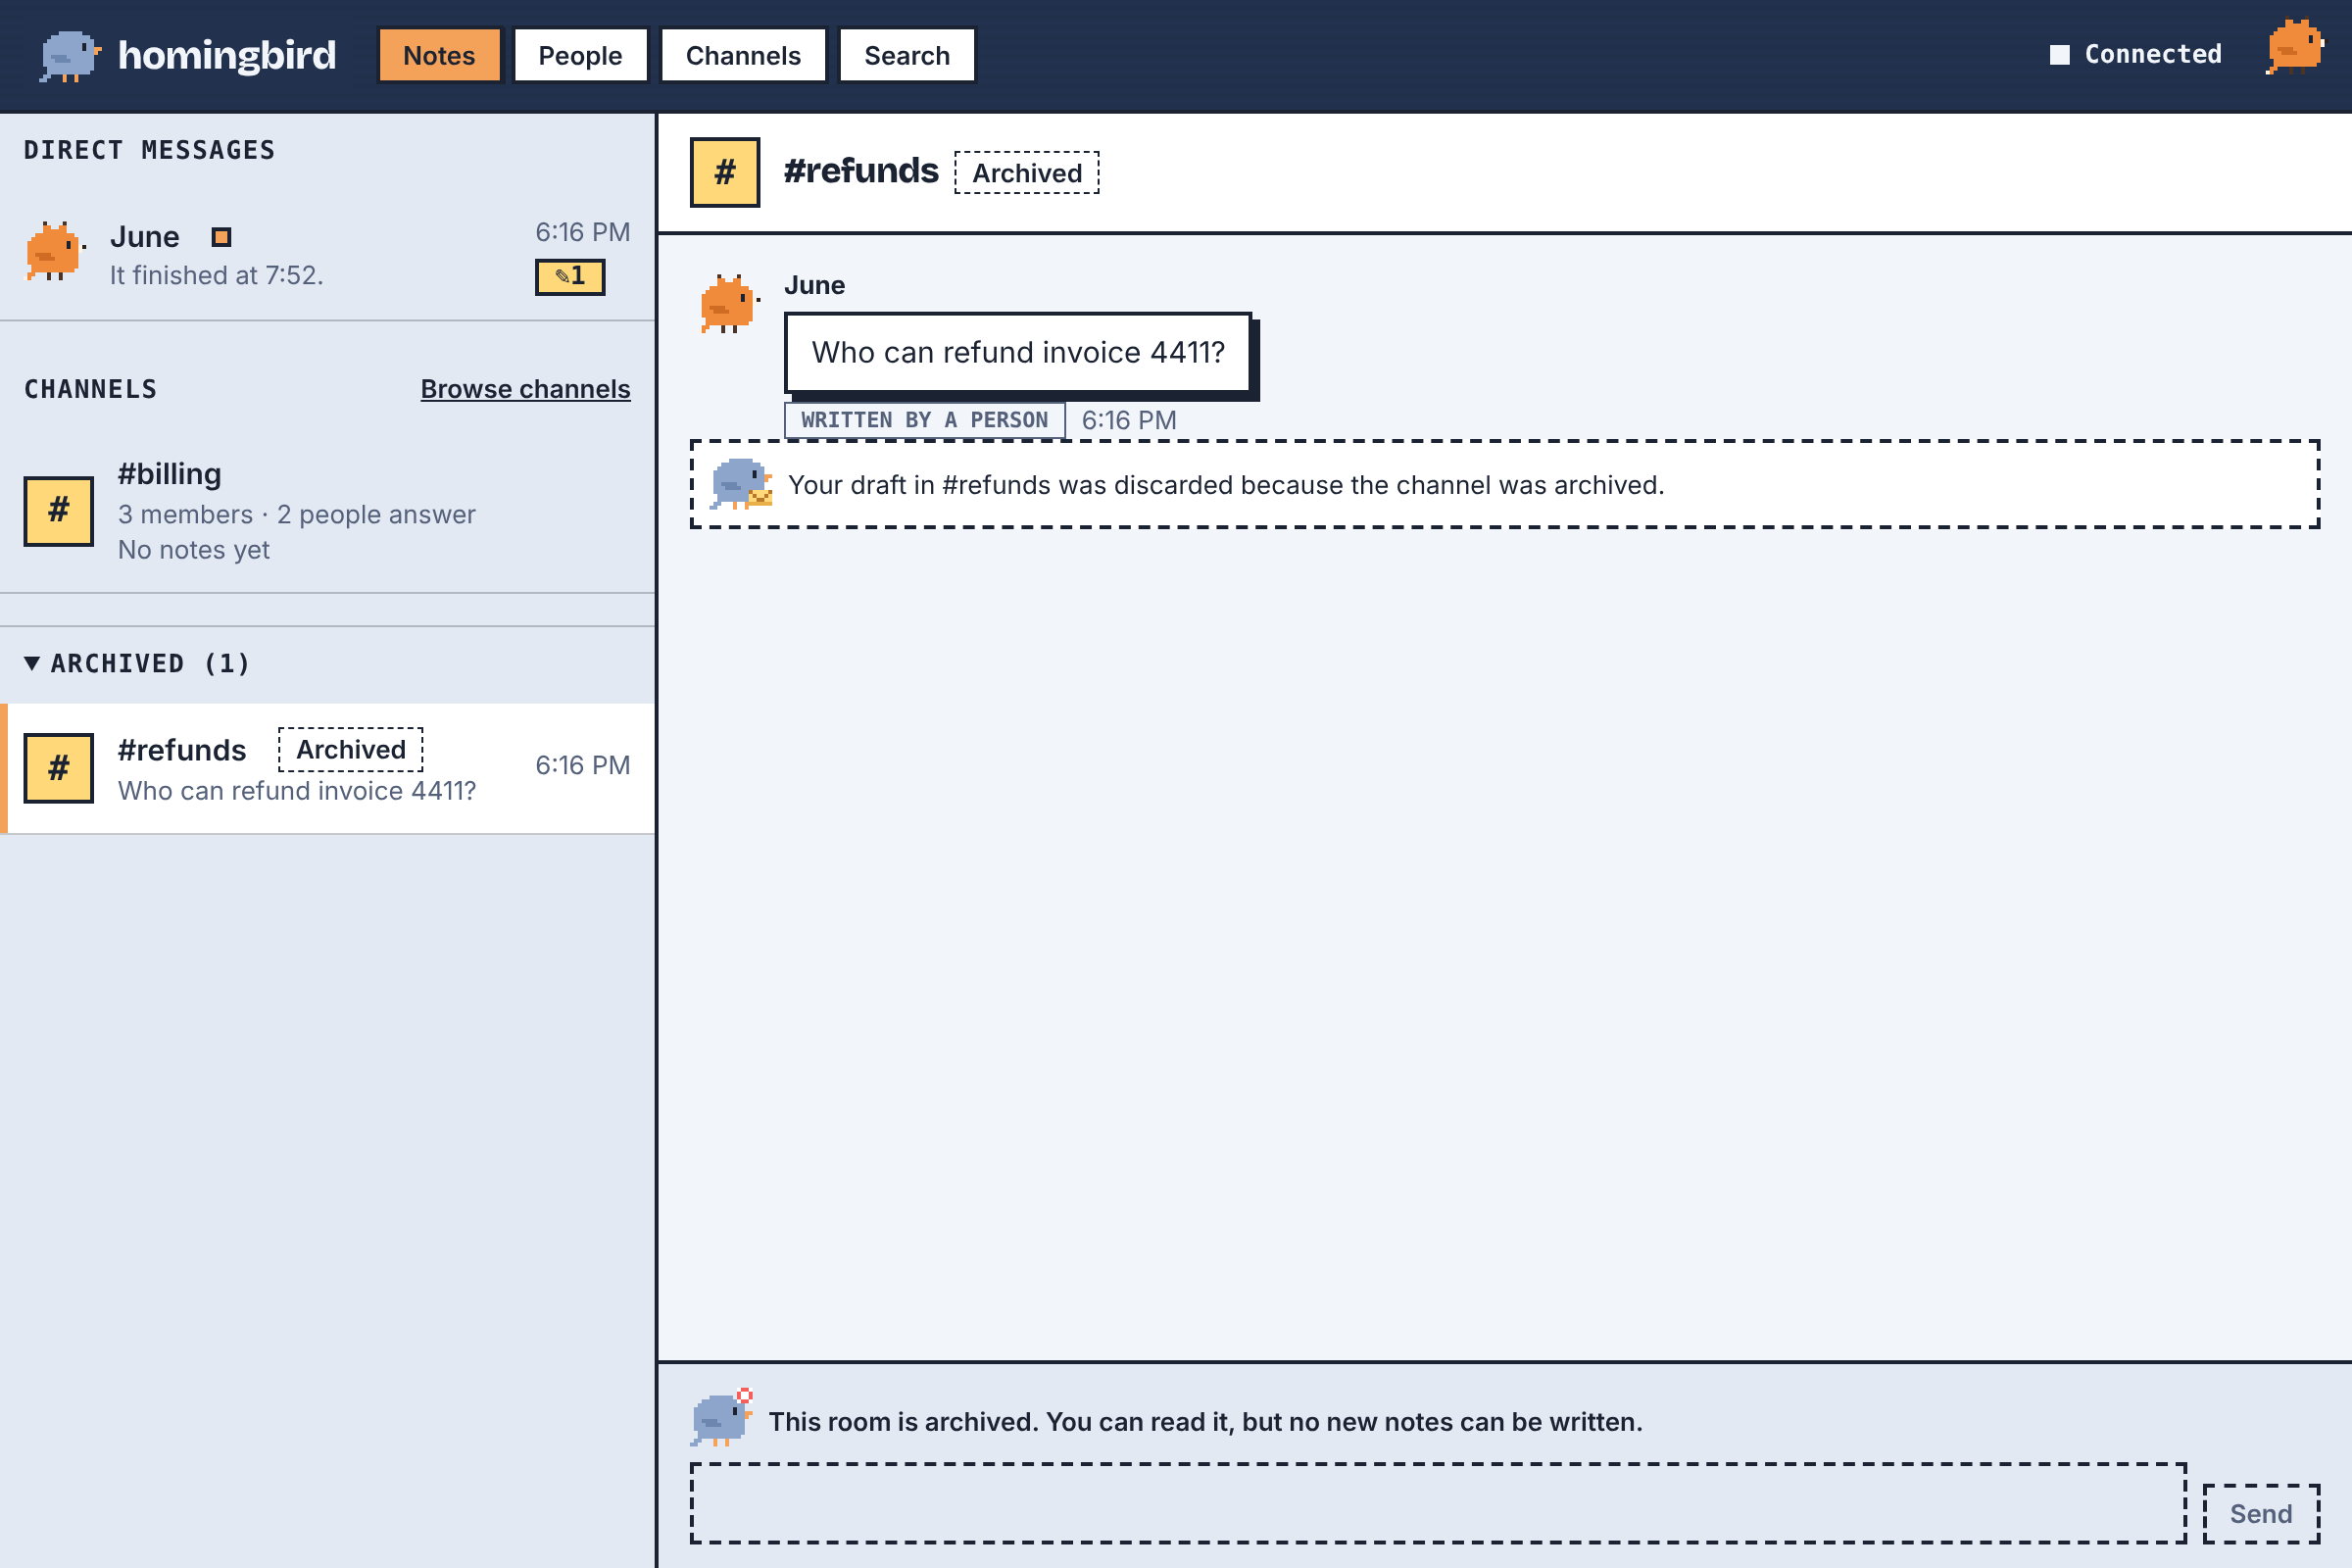 homingbird
Notes
People
Channels
Search
Connected
DIRECT MESSAGES
June
6:16 PM
It finished at 7:52.
✎1
CHANNELS
Browse channels
#
#billing
3 members · 2 people answer
No notes yet
▼ ARCHIVED (1)
#
#refunds
Archived
6:16 PM
Who can refund invoice 4411?
#
#refunds
Archived
June
Who can refund invoice 4411?
WRITTEN BY A PERSON
6:16 PM
Your draft in #refunds was discarded because the channel was archived.
This room is archived. You can read it, but no new notes can be written.
Send